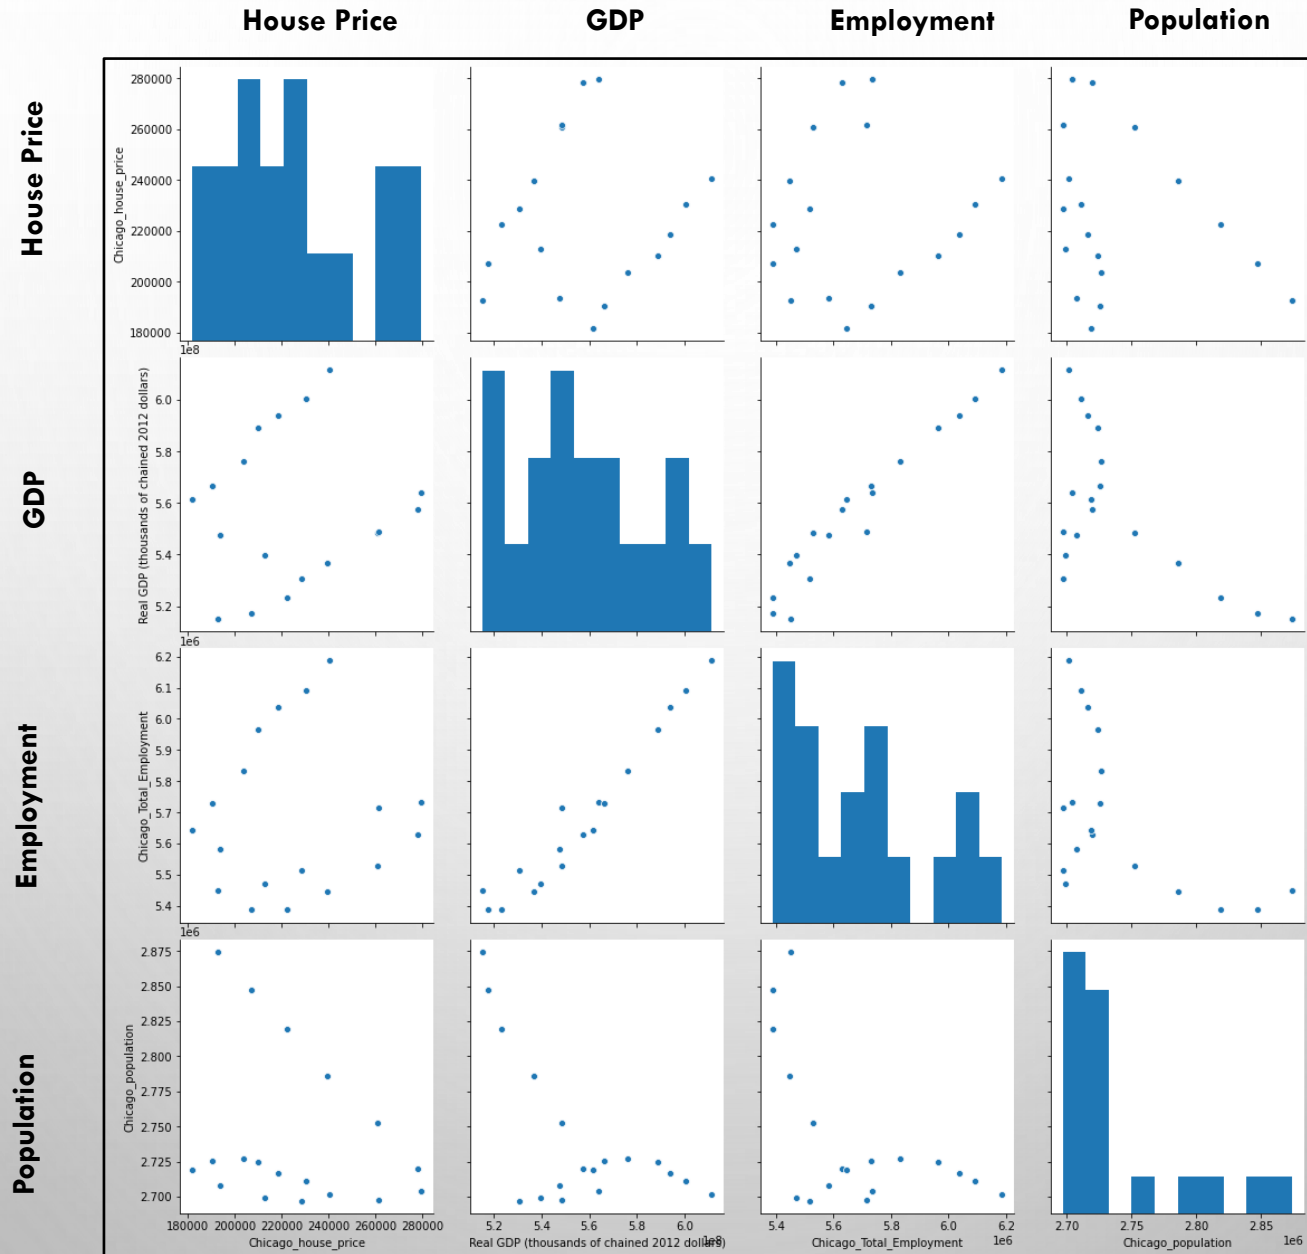 House Price GDP Employment Population
House Price
Chicago_house_price
280000
260000
240000
220000
200000
180000
1e8
GDP
Real GDP (thousands of chained 2012 dollars)
6.0
5.8
5.6
5.4
5.2
1e6
Employment
Chicago_Total_Employment
6.2
6.1
6.0
5.9
5.8
5.7
5.6
5.5
5.4
1e6
Population
Chicago_population
2.875
2.850
2.825
2.800
2.775
2.750
2.725
2.700
180000 200000 220000 240000 260000 280000
Chicago_house_price
5.2 5.4 5.6 5.8 6.0
1e8
Real GDP (thousands of chained 2012 dollars)
5.4 5.6 5.8 6.0 6.2
1e6
Chicago_Total_Employment
2.70 2.75 2.80 2.85
1e6
Chicago_population